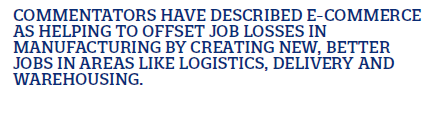 COMMENTATORS HAVE DESCRIBED E-COMMERCE
AS HELPING TO OFFSET JOB LOSSES IN
MANUFACTURING BY CREATING NEW, BETTER
JOBS IN AREAS LIKE LOGISTICS, DELIVERY AND
WAREHOUSING.